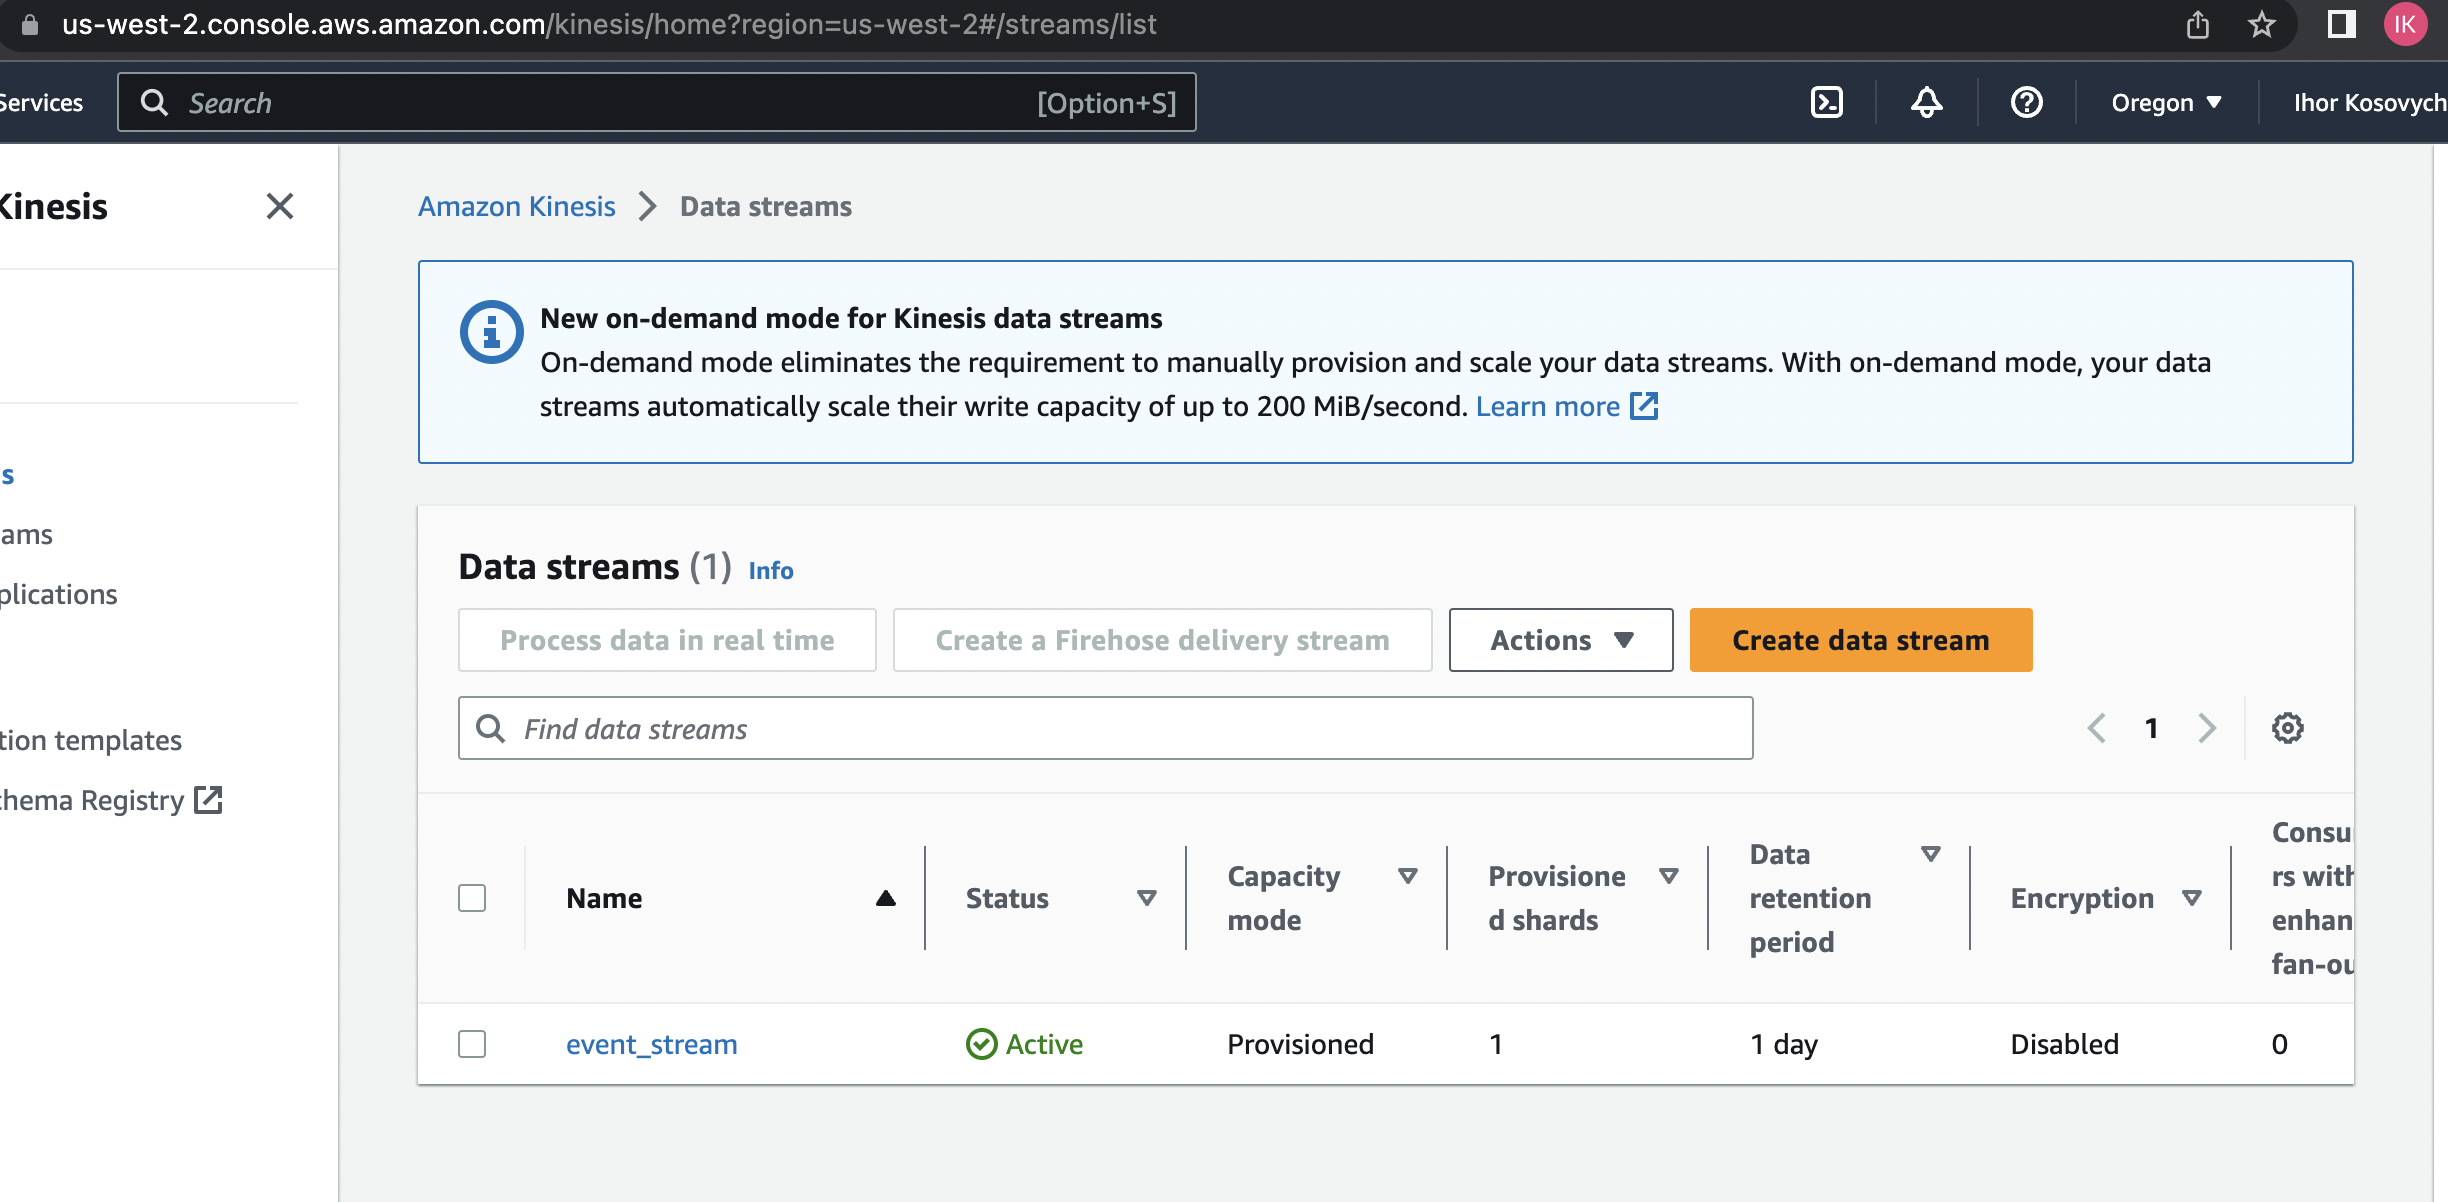 us-west-2.console.aws.amazon.com/kinesis/home?region=us-west-2#/streams/list
IK
Services
Search
[Option+S]
Oregon
Ihor Kosovych
Kinesis
Amazon Kinesis
Data streams
New on-demand mode for Kinesis data streams
On-demand mode eliminates the requirement to manually provision and scale your data streams. With on-demand mode, your data
streams automatically scale their write capacity of up to 200 MiB/second. Learn more
s
ams
plications
tion templates
chema Registry
Data streams (1) Info
Process data in real time
Create a Firehose delivery stream
Actions
Create data stream
Find data streams
1
Name
Status
Capacity
mode
Provisione
d shards
Data
retention
period
Encryption
Consu
rs with
enhan
fan-ou
event_stream
Active
Provisioned
1
1 day
Disabled
0